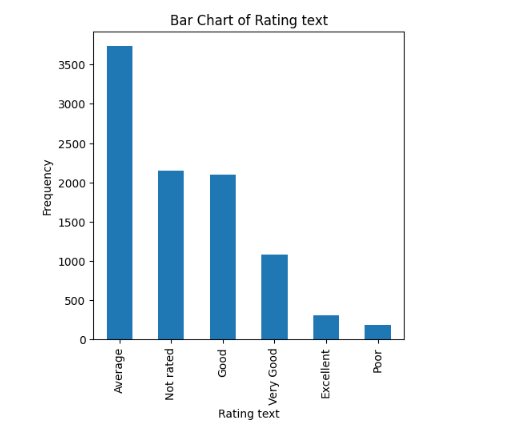 Bar Chart of Rating text
3500
3000
2500
2000
1500
1000
500
0
Frequency
Average
Not rated
Good
Very Good
Excellent
Poor
Rating text